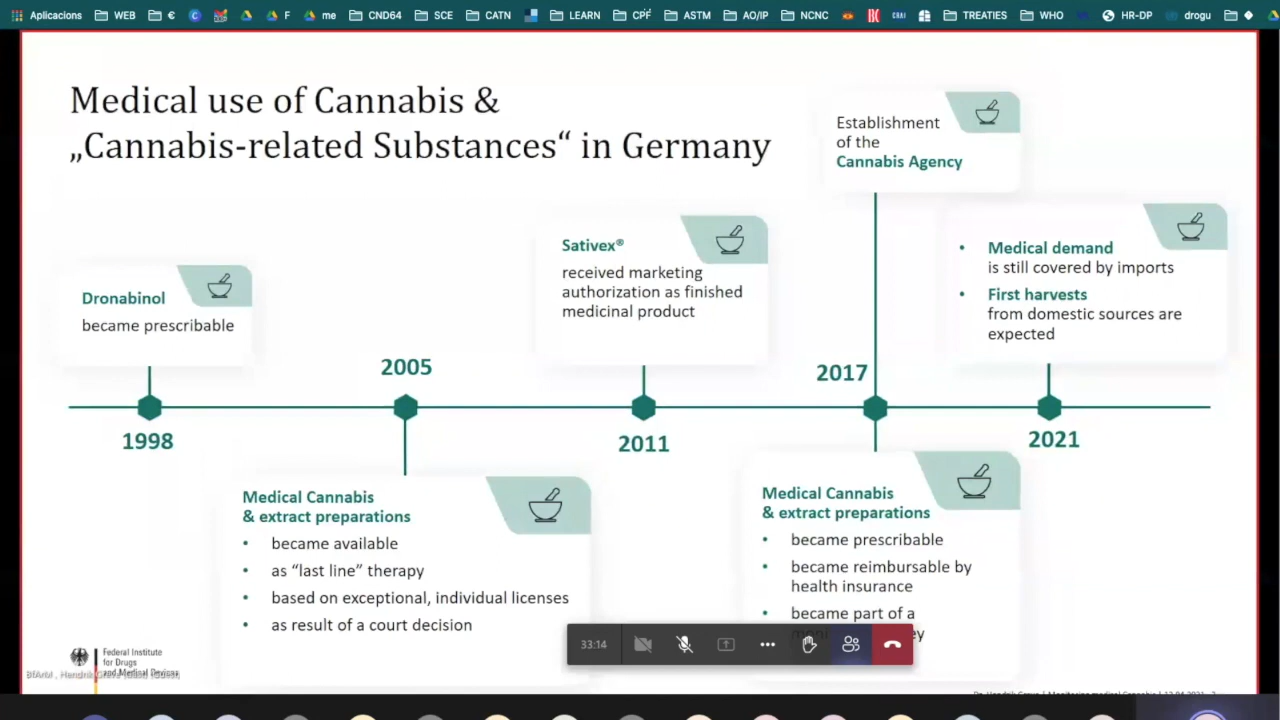 Aplicacions WEB € F me CND64 SCE CATN LEARN CPF ASTM AO/IP NCNC CRAI TREATIES WHO HR-DP drogu
Medical use of Cannabis &
„Cannabis-related Substances“ in Germany
Establishment
of the
Cannabis Agency
Dronabinol
became prescribable
Sativex®
received marketing
authorization as finished
medicinal product
• Medical demand
is still covered by imports
• First harvests
from domestic sources are
expected
1998
2005
2011
2017
2021
Medical Cannabis
& extract preparations
• became available
• as “last line” therapy
• based on exceptional, individual licenses
• as result of a court decision
Medical Cannabis
& extract preparations
• became prescribable
• became reimbursable by
health insurance
• became part of a
33:14
Federal Institute
for Drugs
and Medical Devices